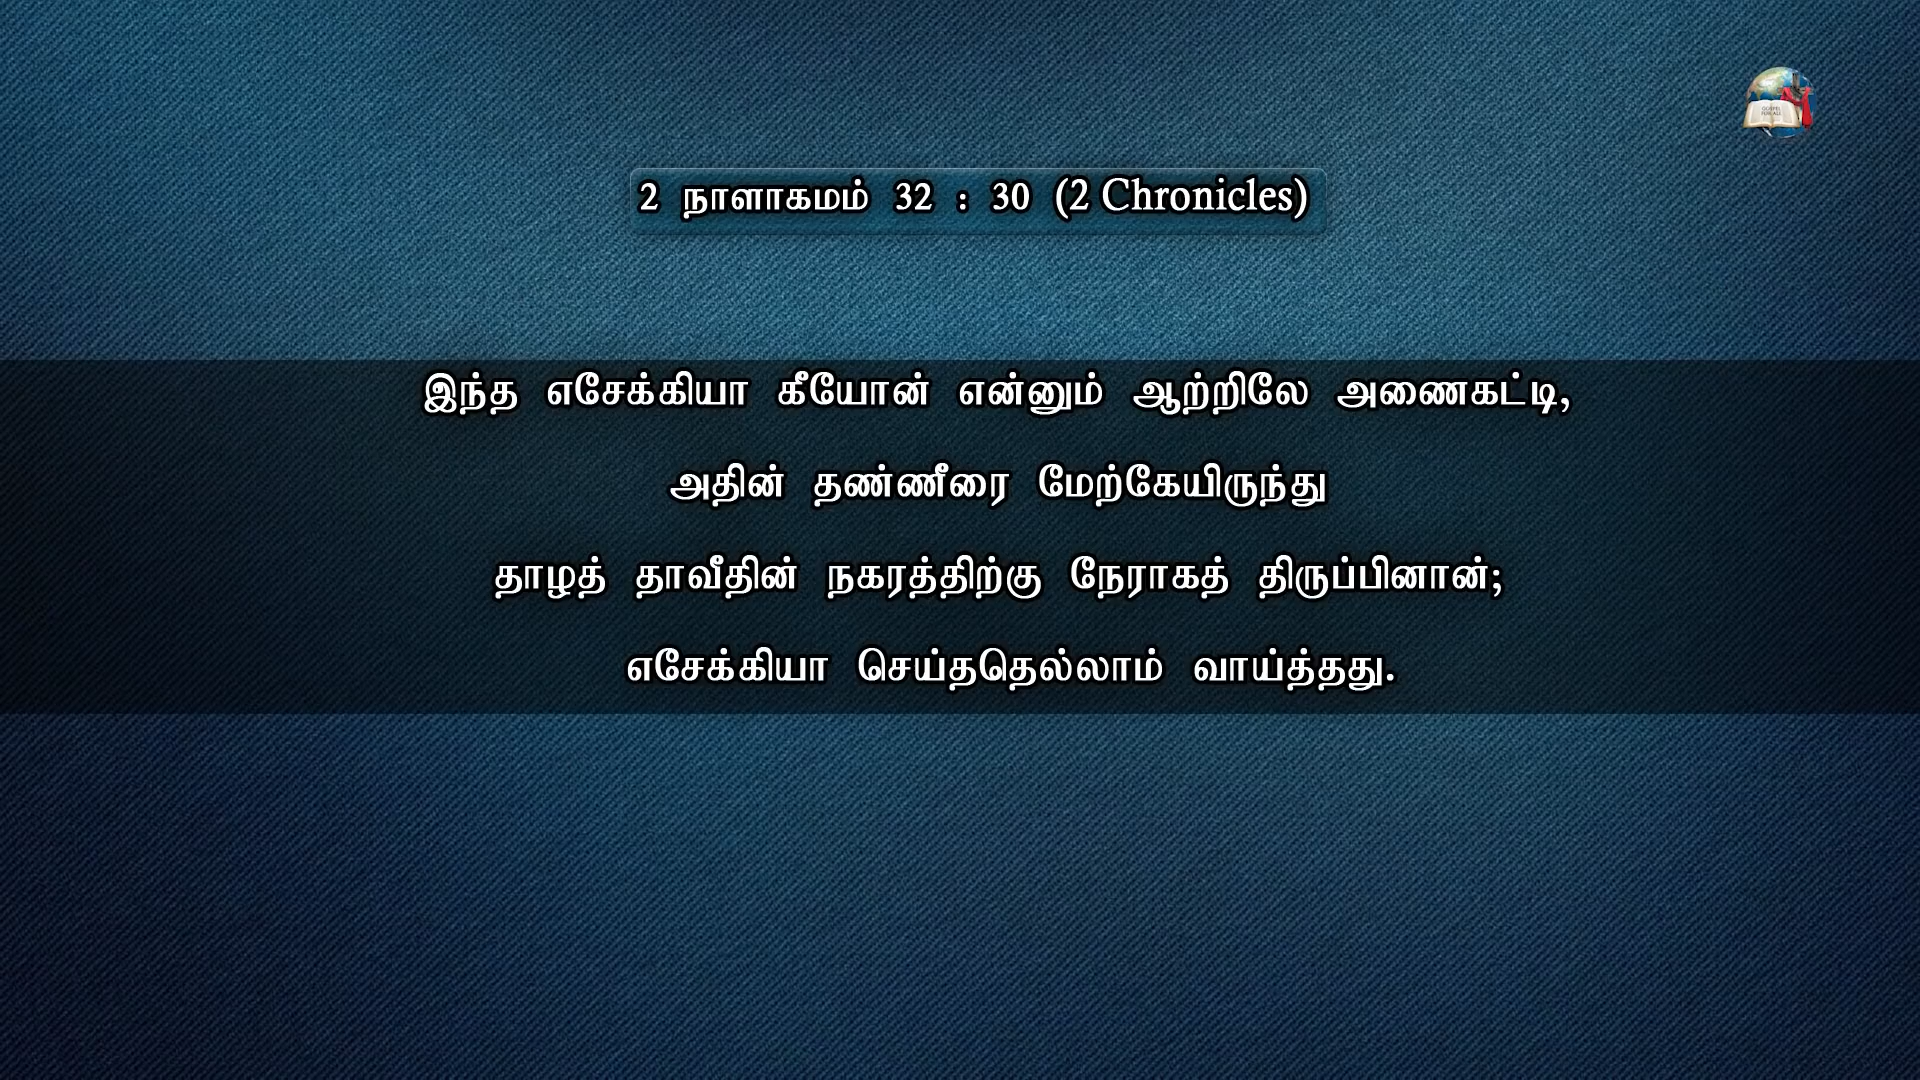 2 நாளாகமம் 32 : 30 (2 Chronicles)
இந்த எசேக்கியா கீயோன் என்னும் ஆற்றிலே அணைகட்டி,
அதின் தண்ணீரை மேற்கேயிருந்து
தாழத் தாவீதின் நகரத்திற்கு நேராகத் திருப்பினான்;
எசேக்கியா செய்ததெல்லாம் வாய்த்தது.